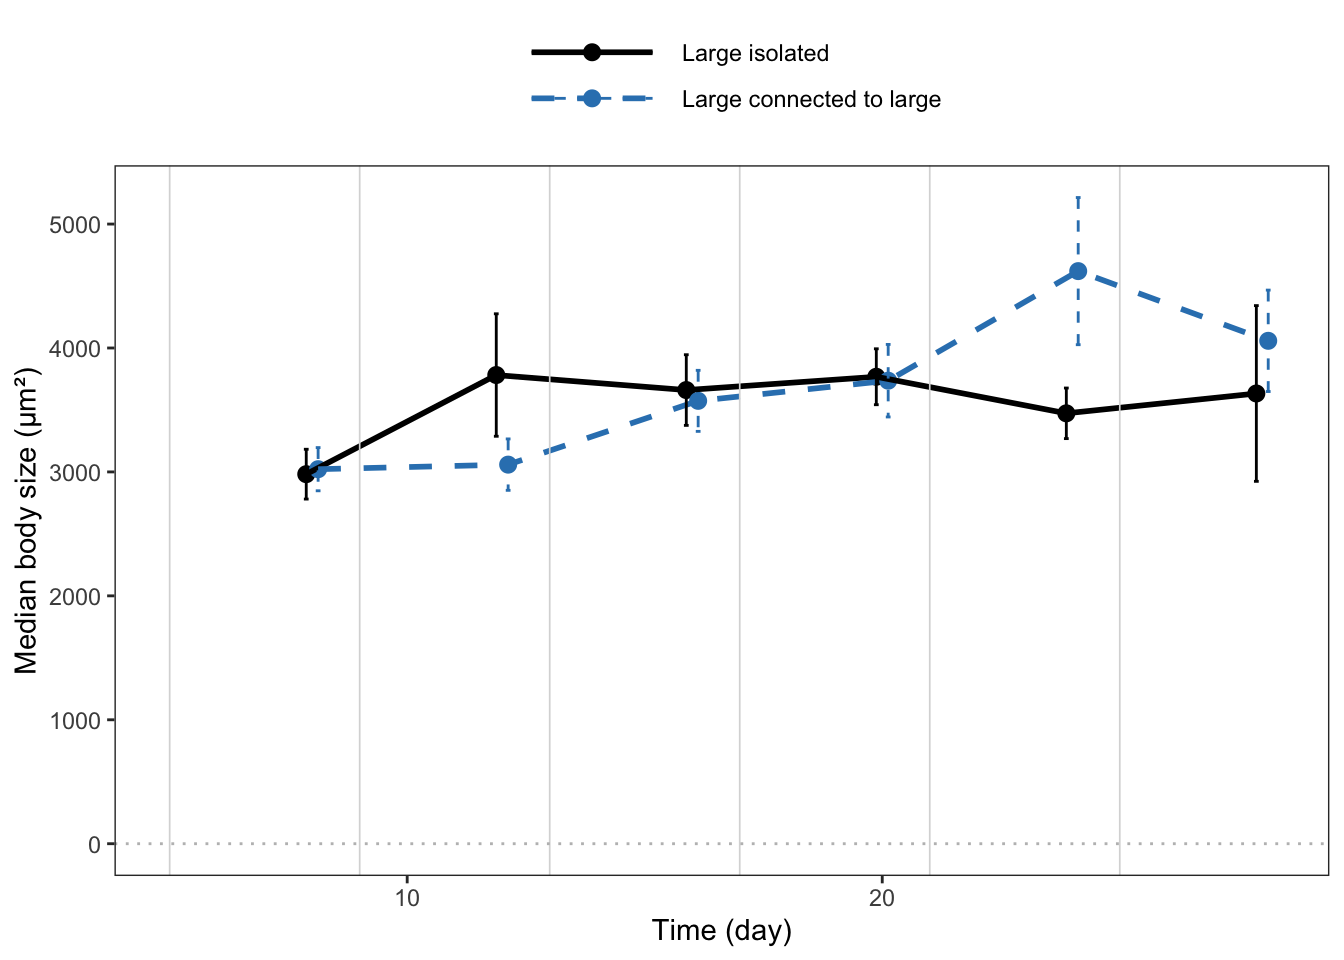 Large isolated
Large connected to large
Median body size (μm²)
5000
4000
3000
2000
1000
0
10 20
Time (day)